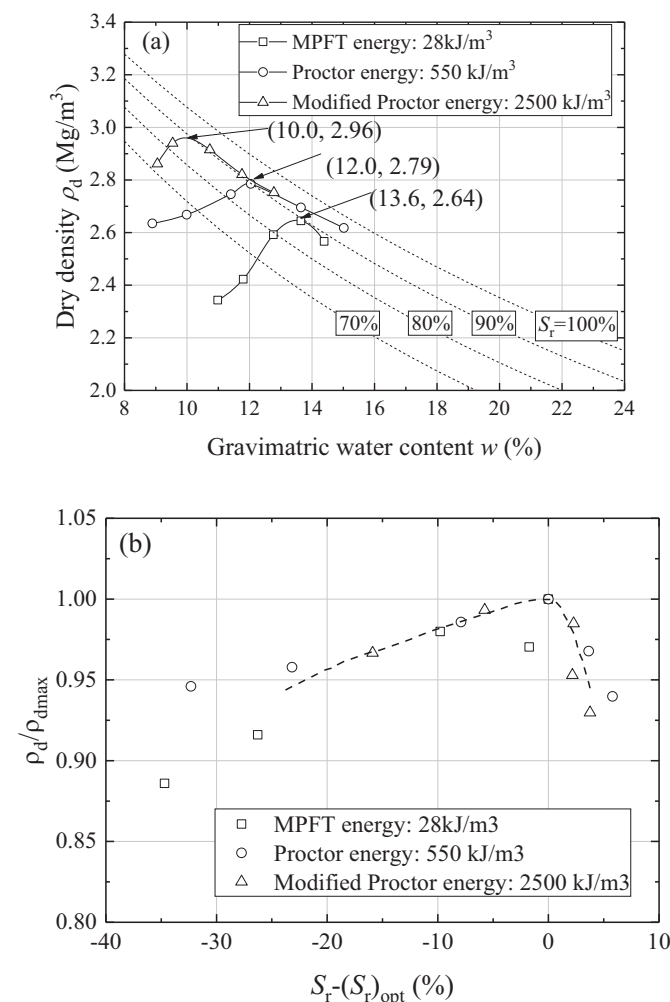 (a)
MPFT energy: 28kJ/m³
Proctor energy: 550 kJ/m³
Modified Proctor energy: 2500 kJ/m³
(10.0, 2.96)
(12.0, 2.79)
(13.6, 2.64)
70%
80%
90%
Sr=100%
3.4
3.2
3.0
2.8
2.6
2.4
2.2
2.0
Dry density ρd (Mg/m³)
8 10 12 14 16 18 20 22 24
Gravimatric water content w (%)
(b)
1.05
1.00
0.95
0.90
0.85
0.80
ρd/ρdmax
MPFT energy: 28kJ/m3
Proctor energy: 550 kJ/m3
Modified Proctor energy: 2500 kJ/m3
-40 -30 -20 -10 0 10
Sr-(Sr)opt (%)